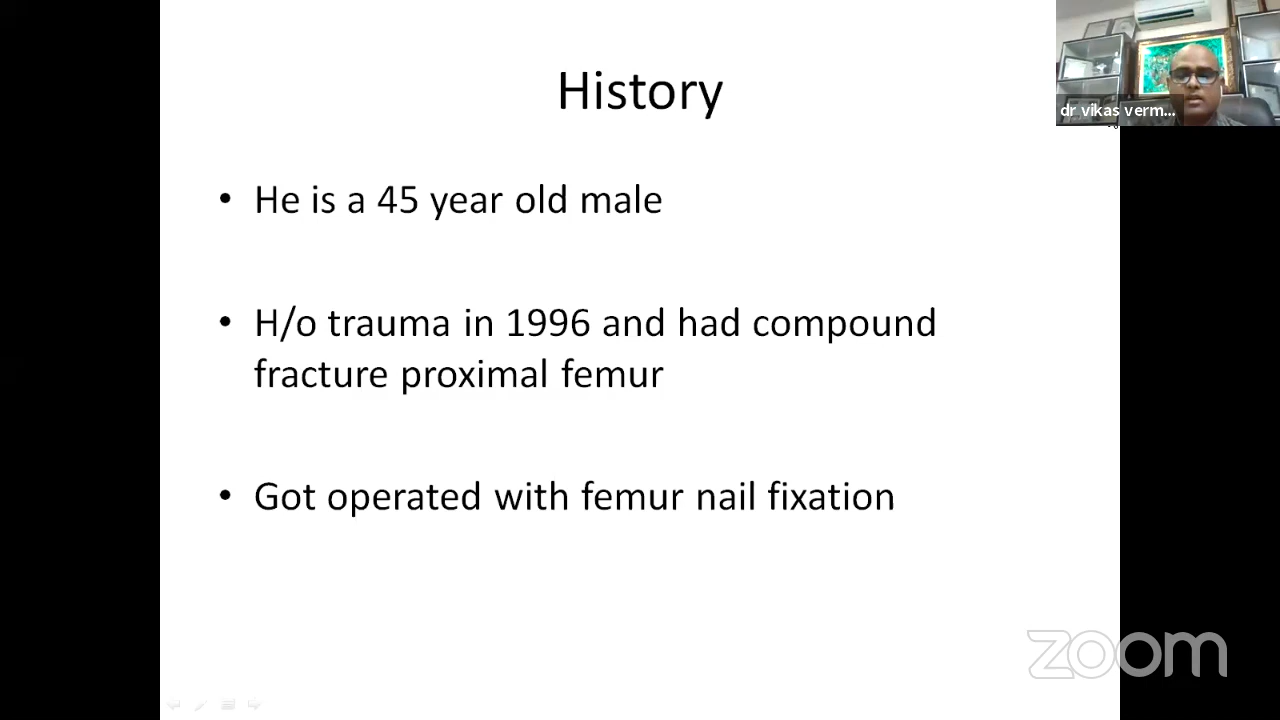 History
dr vikas verm...
• He is a 45 year old male
• H/o trauma in 1996 and had compound
fracture proximal femur
• Got operated with femur nail fixation
zoom